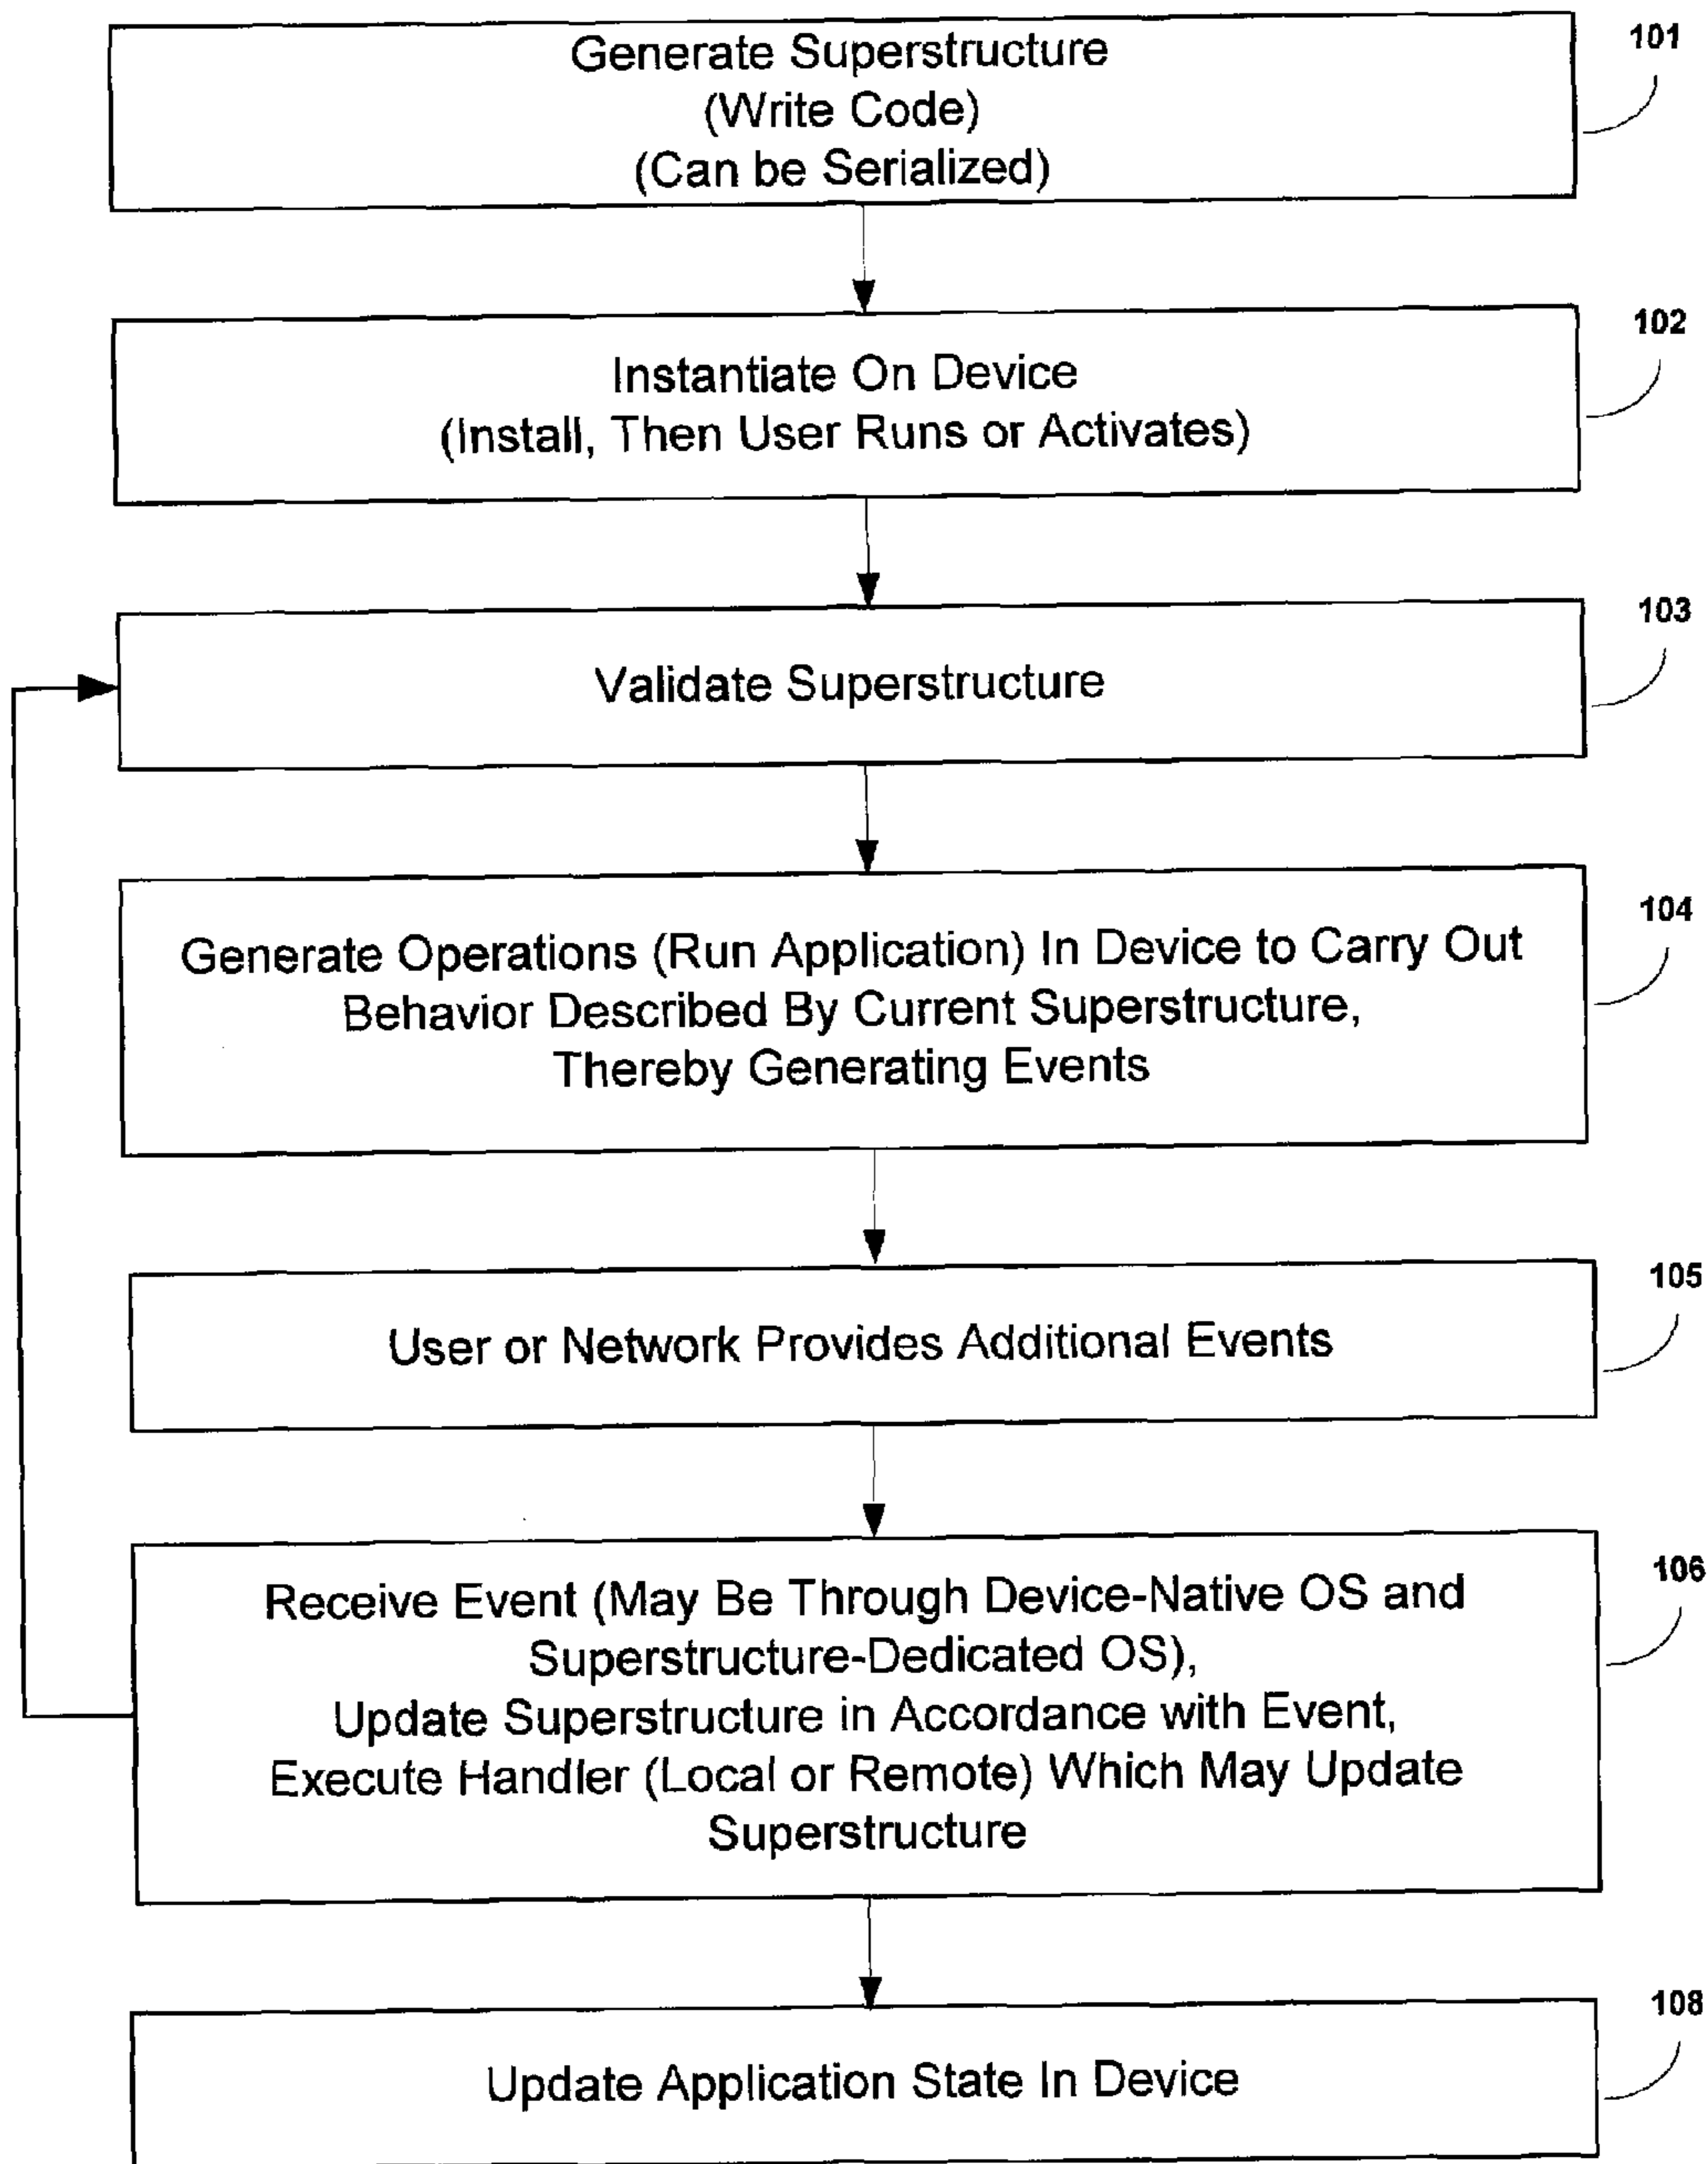 Generate Superstructure
(Write Code)
(Can be Serialized)
101
Instantiate On Device
(Install, Then User Runs or Activates)
102
Validate Superstructure
103
Generate Operations (Run Application) In Device to Carry Out
Behavior Described By Current Superstructure,
Thereby Generating Events
104
User or Network Provides Additional Events
105
Receive Event (May Be Through Device-Native OS and
Superstructure-Dedicated OS),
Update Superstructure in Accordance with Event,
Execute Handler (Local or Remote) Which May Update
Superstructure
106
Update Application State In Device
108